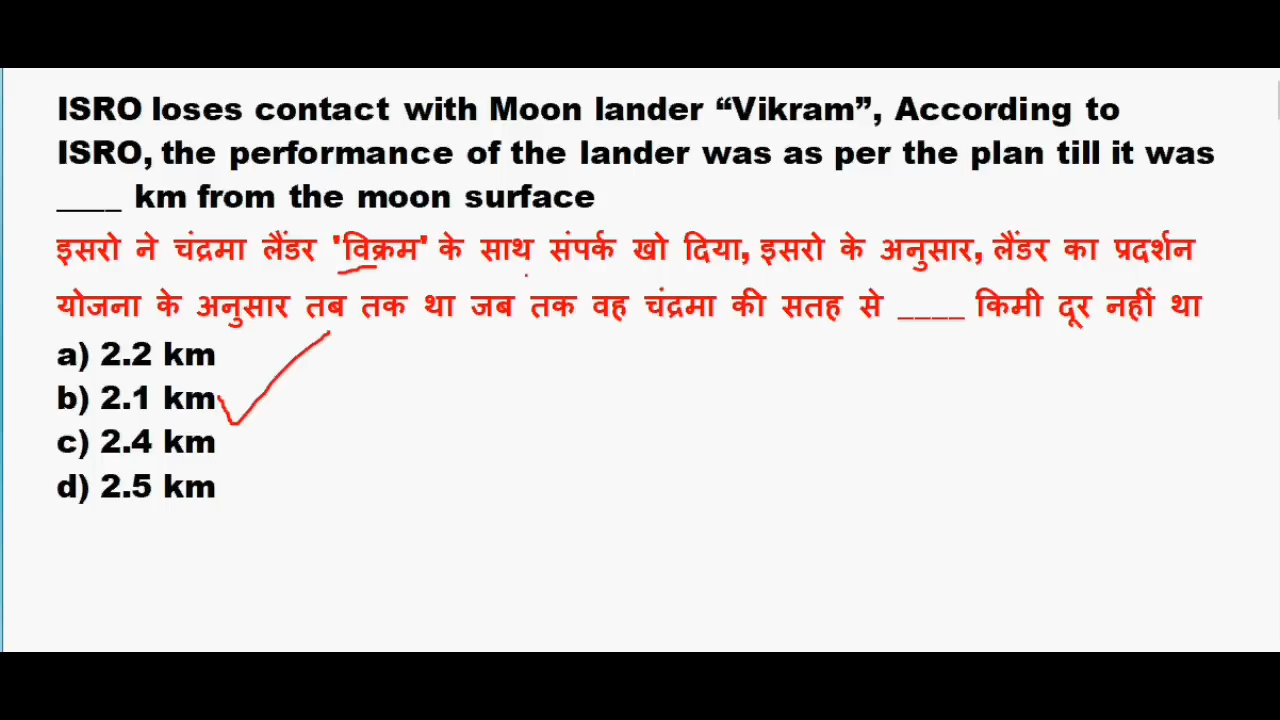 ISRO loses contact with Moon lander “Vikram”, According to
ISRO, the performance of the lander was as per the plan till it was
____ km from the moon surface
इसरो ने चंद्रमा लैंडर 'विक्रम' के साथ संपर्क खो दिया, इसरो के अनुसार, लैंडर का प्रदर्शन
योजना के अनुसार तब तक था जब तक वह चंद्रमा की सतह से ____ किमी दूर नहीं था
a) 2.2 km
b) 2.1 km
c) 2.4 km
d) 2.5 km